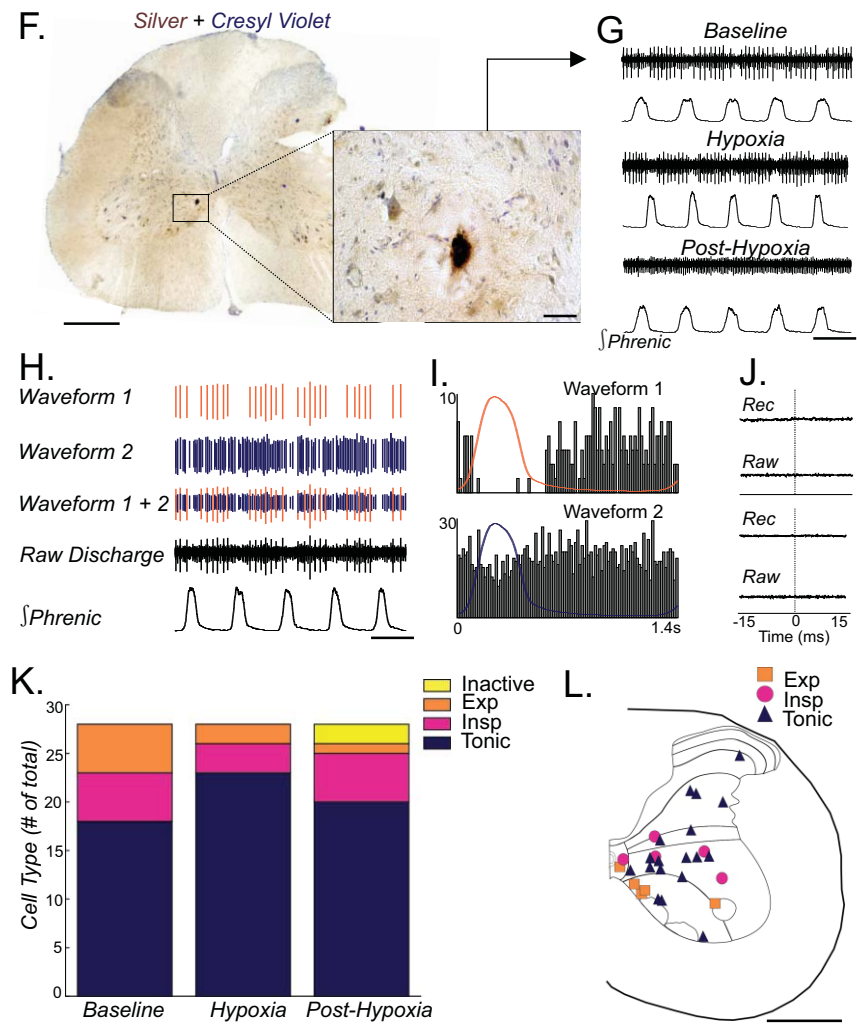 F.
Silver + Cresyl Violet
G
Baseline
Hypoxia
Post-Hypoxia
∫Phrenic
H.
Waveform 1
Waveform 2
Waveform 1 + 2
Raw Discharge
∫Phrenic
I.
Waveform 1
10
Waveform 2
30
0
1.4s
J.
Rec
Raw
Rec
Raw
-15 0 15
Time (ms)
K.
Inactive
Exp
Insp
Tonic
Cell Type (# of total)
30
25
20
15
10
5
0
Baseline Hypoxia Post-Hypoxia
L.
Exp
Insp
Tonic